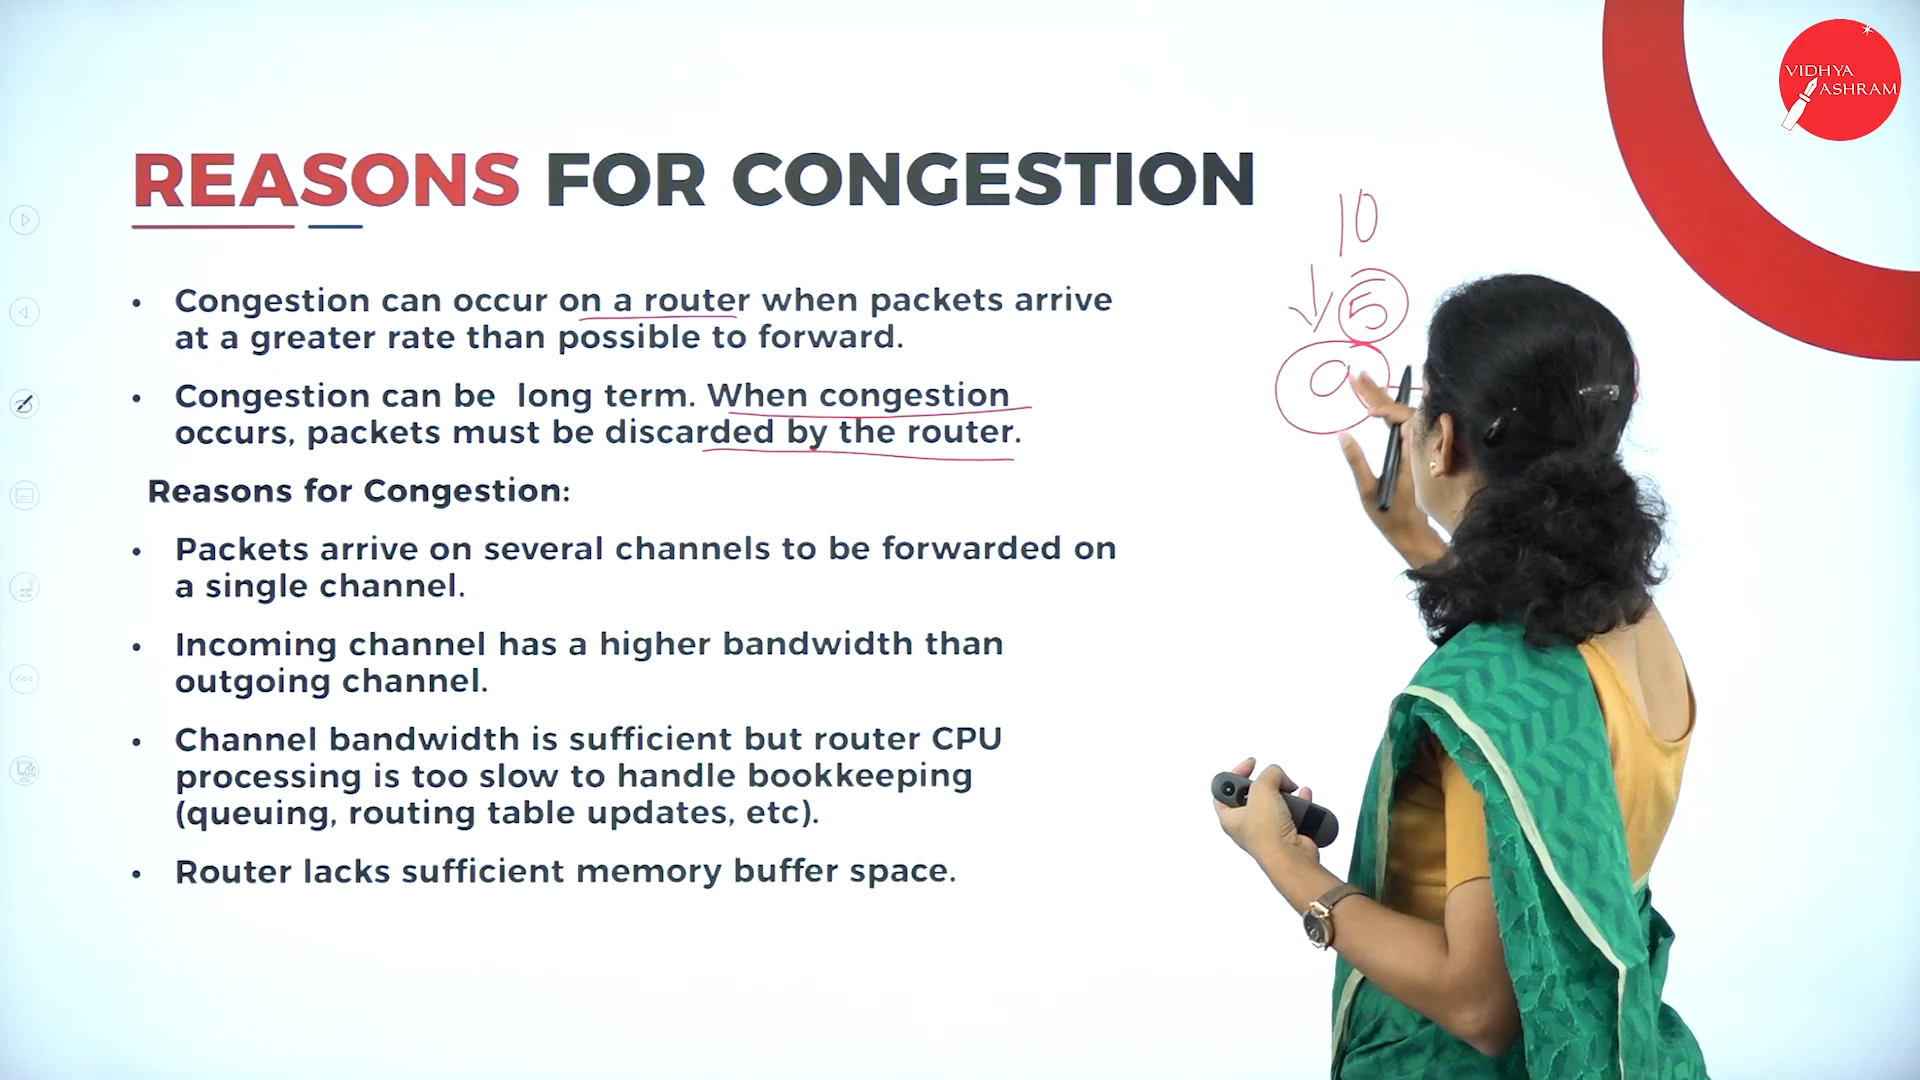 VIDHYA
ASHRAM
REASONS FOR CONGESTION
10
5
• Congestion can occur on a router when packets arrive
at a greater rate than possible to forward.
• Congestion can be long term. When congestion
occurs, packets must be discarded by the router.
Reasons for Congestion:
• Packets arrive on several channels to be forwarded on
a single channel.
• Incoming channel has a higher bandwidth than
outgoing channel.
• Channel bandwidth is sufficient but router CPU
processing is too slow to handle bookkeeping
(queuing, routing table updates, etc).
• Router lacks sufficient memory buffer space.